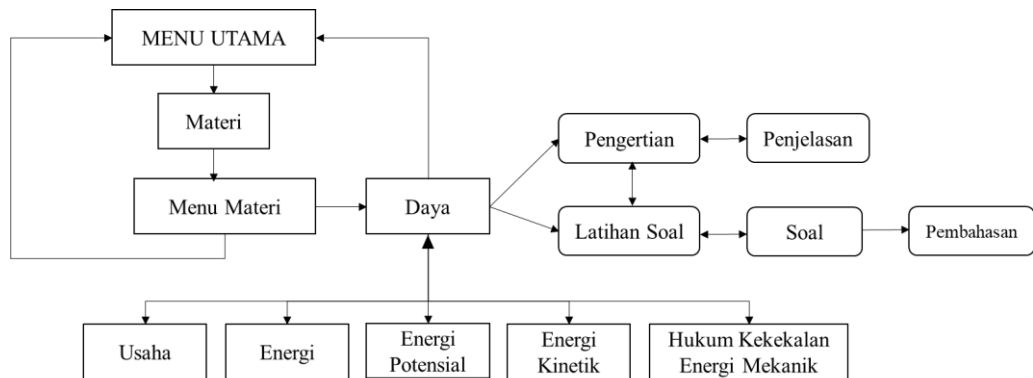 MENU UTAMA
Materi
Menu Materi
Daya
Pengertian
Penjelasan
Latihan Soal
Soal
Pembahasan
Usaha
Energi
Energi
Potensial
Energi
Kinetik
Hukum Kekekalan
Energi Mekanik